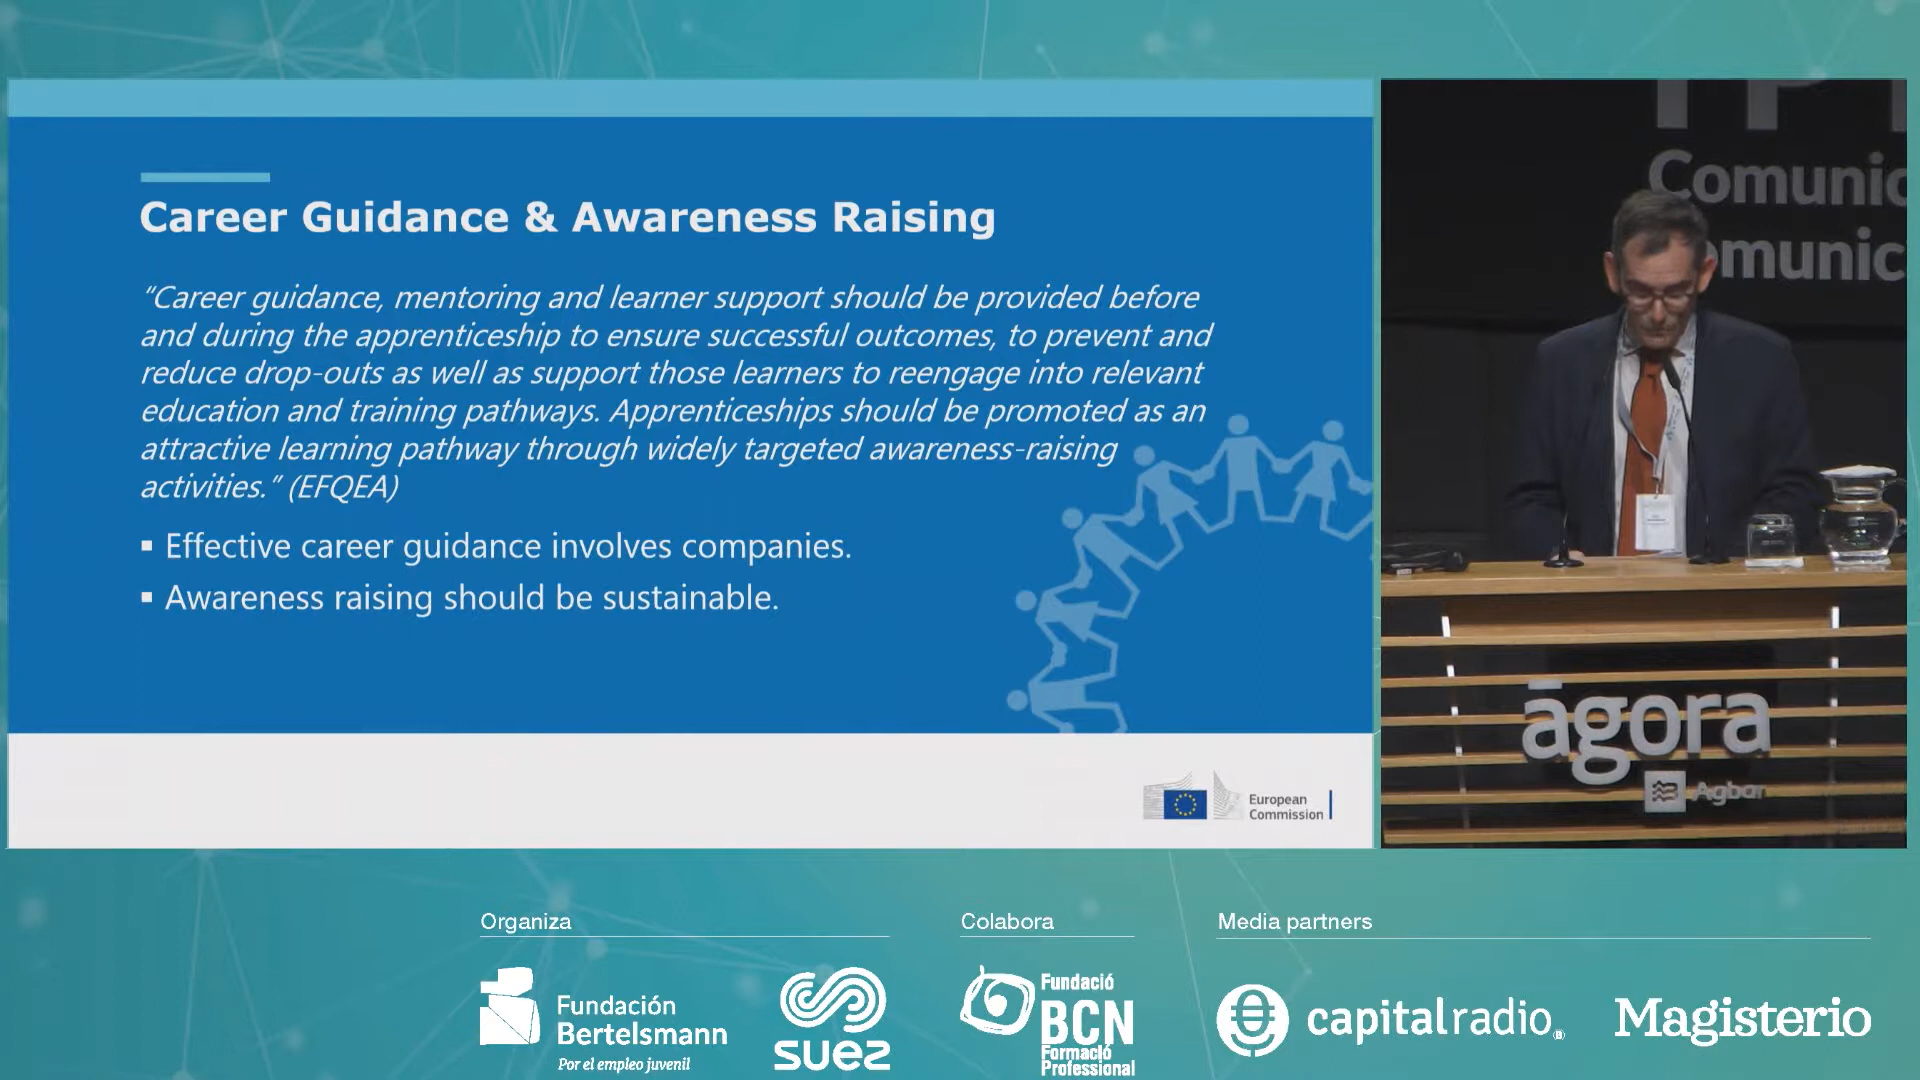 Career Guidance & Awareness Raising
“Career guidance, mentoring and learner support should be provided before
and during the apprenticeship to ensure successful outcomes, to prevent and
reduce drop-outs as well as support those learners to reengage into relevant
education and training pathways. Apprenticeships should be promoted as an
attractive learning pathway through widely targeted awareness-raising
activities.” (EFQEA)
▪ Effective career guidance involves companies.
▪ Awareness raising should be sustainable.
European
Commission
Comunic
omunic
āgora
Agbar
Organiza
Fundación
Bertelsmann
Por el empleo juvenil
suez
Colabora
Fundació
BCN
Formació
Professional
Media partners
capitalradio
Magisterio